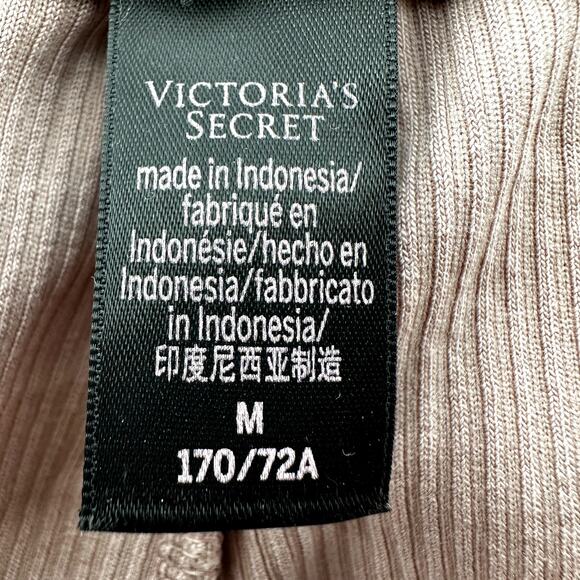 VICTORIA'S
SECRET
made in Indonesia/
fabriqué en
Indonésie/hecho en
Indonesia/fabbricato
in Indonesia/
印度尼西亚制造
M
170/72A